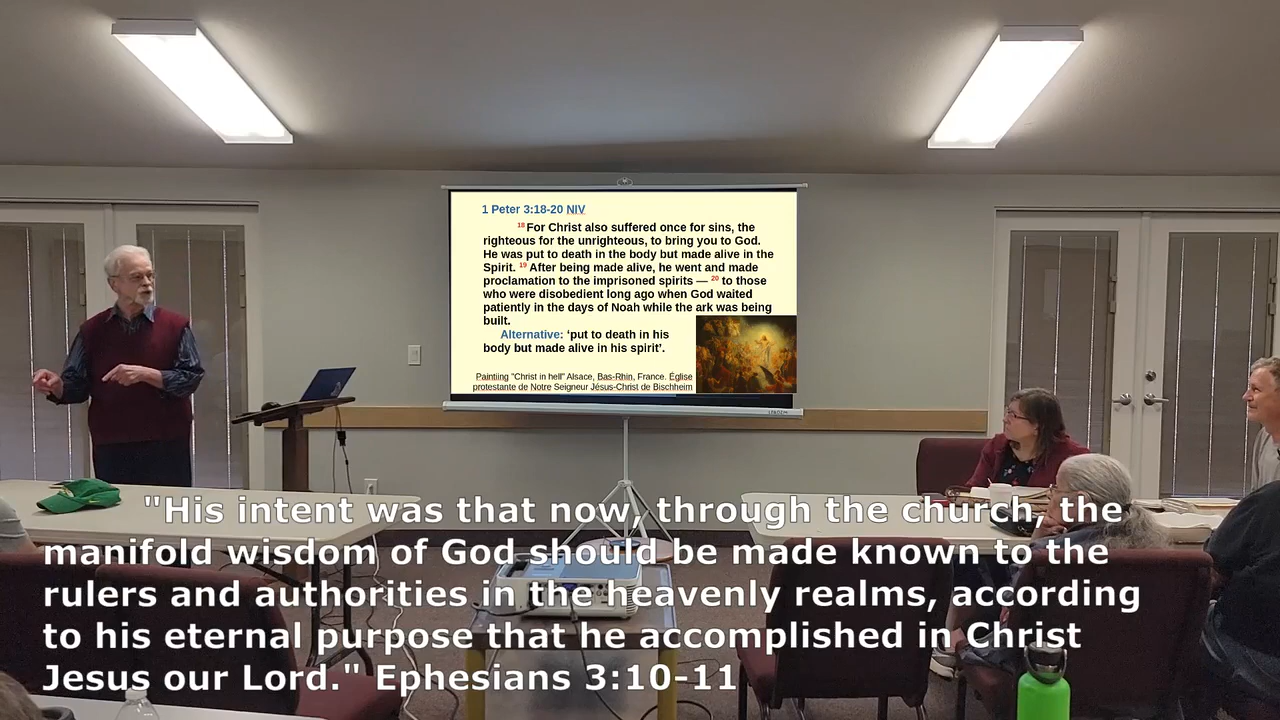 1 Peter 3:18-20 NIV
18 For Christ also suffered once for sins, the
righteous for the unrighteous, to bring you to God.
He was put to death in the body but made alive in the
Spirit. 19 After being made alive, he went and made
proclamation to the imprisoned spirits — 20 to those
who were disobedient long ago when God waited
patiently in the days of Noah while the ark was being
built.
Alternative: ‘put to death in his
body but made alive in his spirit’.
Paintiing "Christ in hell" Alsace, Bas-Rhin, France. Église
protestante de Notre Seigneur Jésus-Christ de Bischheim
"His intent was that now, through the church, the
manifold wisdom of God should be made known to the
rulers and authorities in the heavenly realms, according
to his eternal purpose that he accomplished in Christ
Jesus our Lord." Ephesians 3:10-11